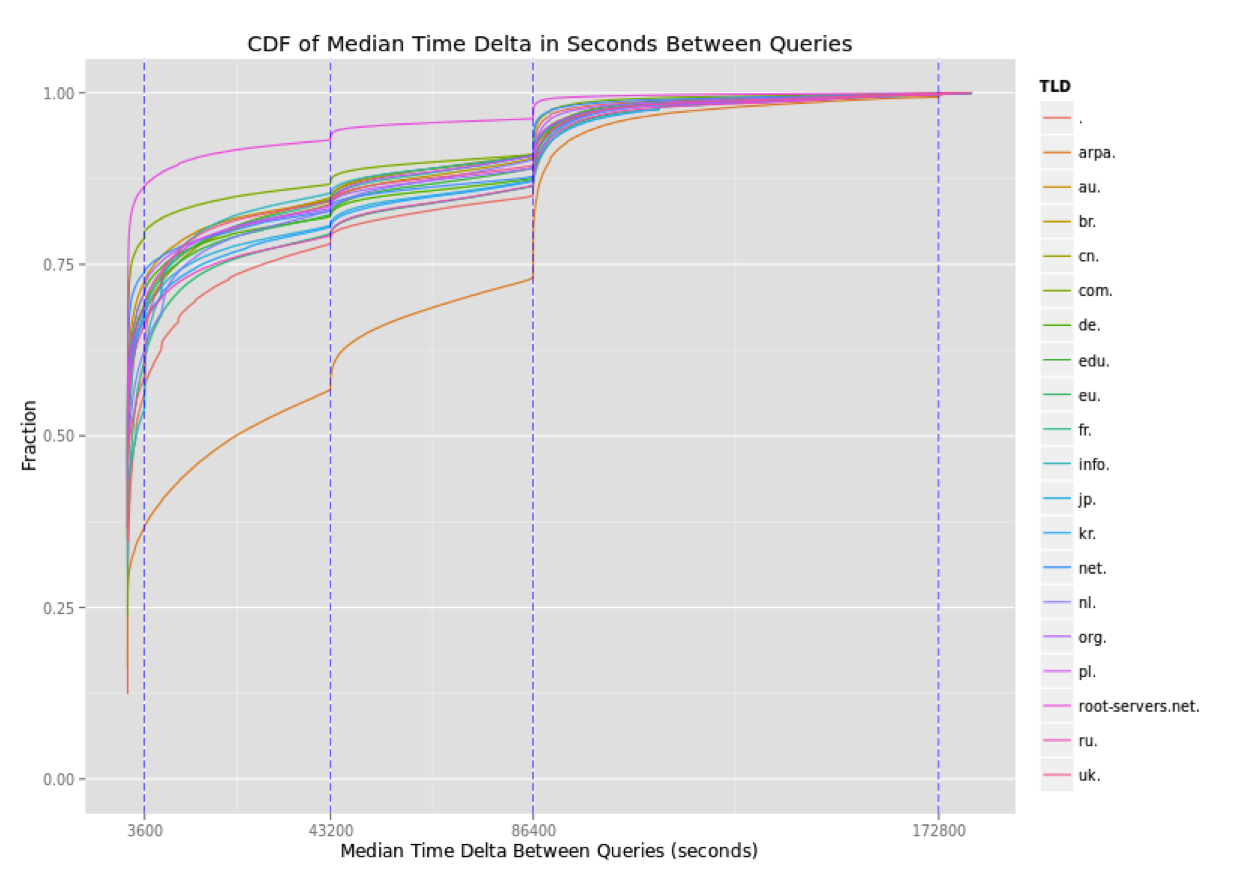 CDF of Median Time Delta in Seconds Between Queries
1.00
0.75
0.50
0.25
0.00
Fraction
3600
43200
86400
172800
Median Time Delta Between Queries (seconds)
TLD
.
arpa.
au.
br.
cn.
com.
de.
edu.
eu.
fr.
info.
jp.
kr.
net.
nl.
org.
pl.
root-servers.net.
ru.
uk.